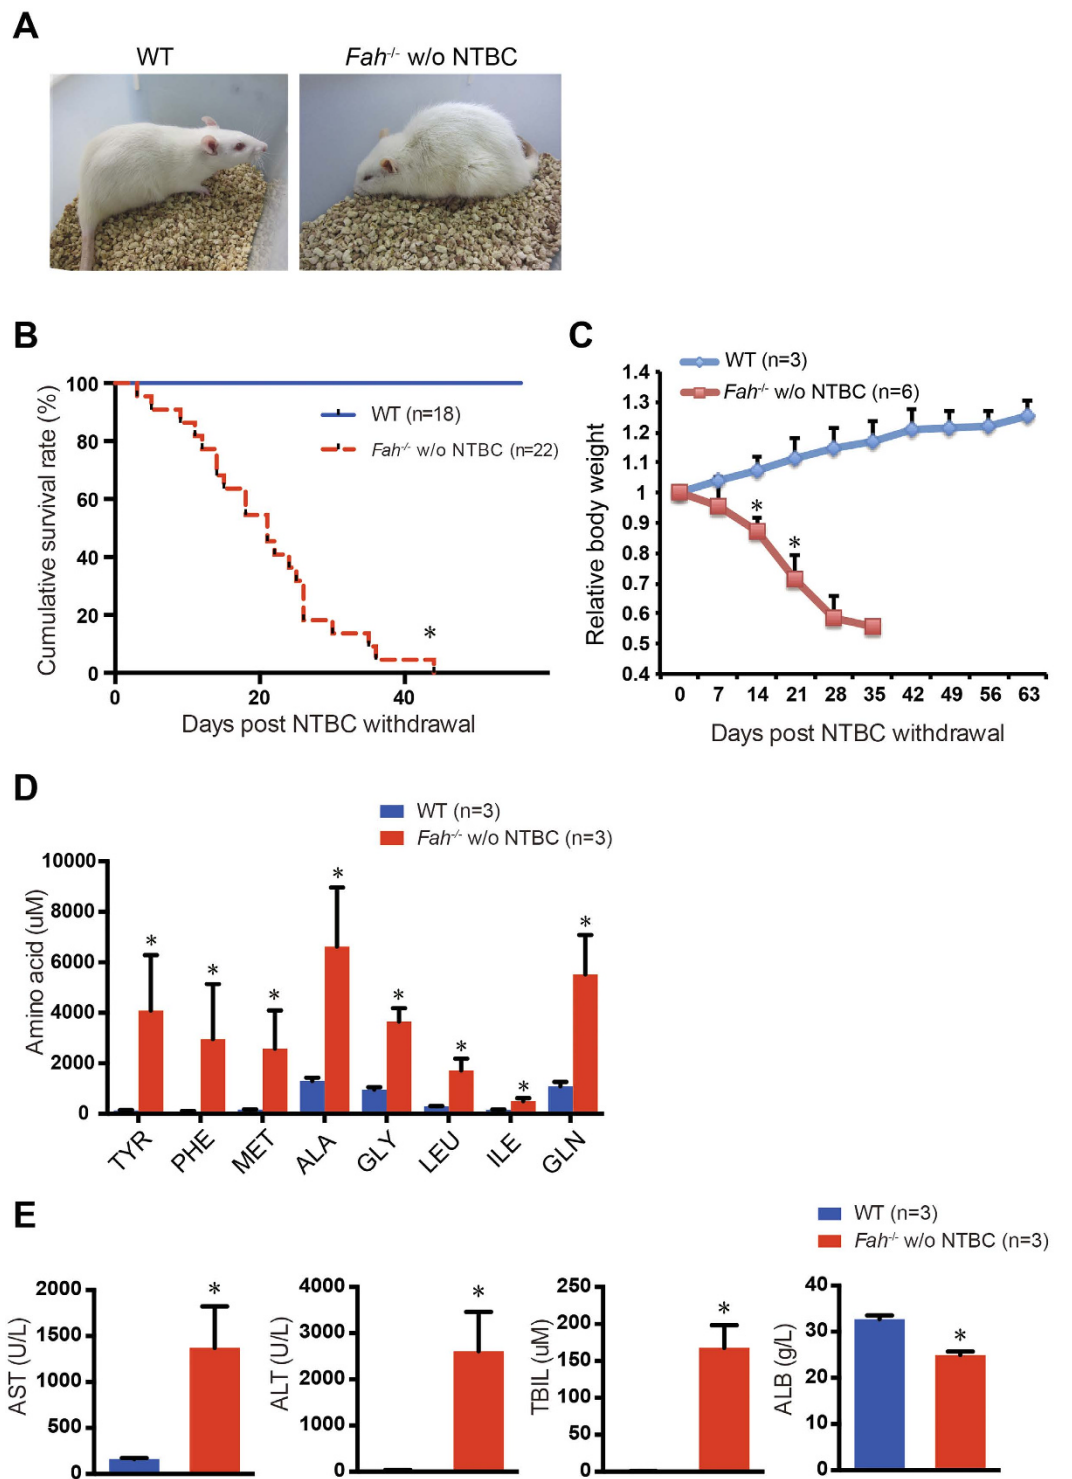 A
WT
Fah-/- w/o NTBC
B
Cumulative survival rate (%)
100
80
60
40
20
0
WT (n=18)
Fah-/- w/o NTBC (n=22)
*
0 20 40
Days post NTBC withdrawal
C
Relative body weight
WT (n=3)
Fah-/- w/o NTBC (n=6)
1.4
1.3
1.2
1.1
1
0.9
0.8
0.7
0.6
0.5
0.4
*
*
0 7 14 21 28 35 42 49 56 63
Days post NTBC withdrawal
D
WT (n=3)
Fah-/- w/o NTBC (n=3)
Amino acid (uM)
10000
8000
6000
4000
2000
0
* * * * * * * *
TYR PHE MET ALA GLY LEU ILE GLN
E
WT (n=3)
Fah-/- w/o NTBC (n=3)
AST (U/L)
2000
1500
1000
500
0
*
ALT (U/L)
4000
3000
2000
1000
0
*
TBIL (uM)
250
200
150
100
50
0
*
ALB (g/L)
40
30
20
10
0
*